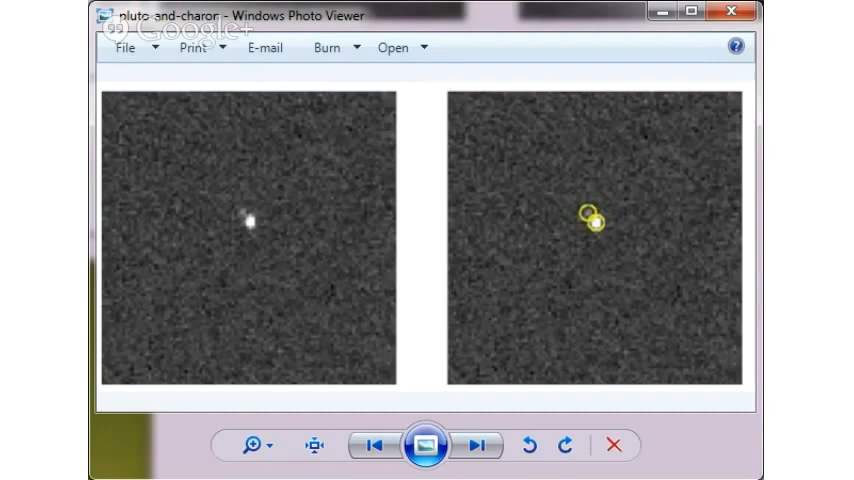 pluto-and-charon - Windows Photo Viewer
Google+
File Print E-mail Burn Open